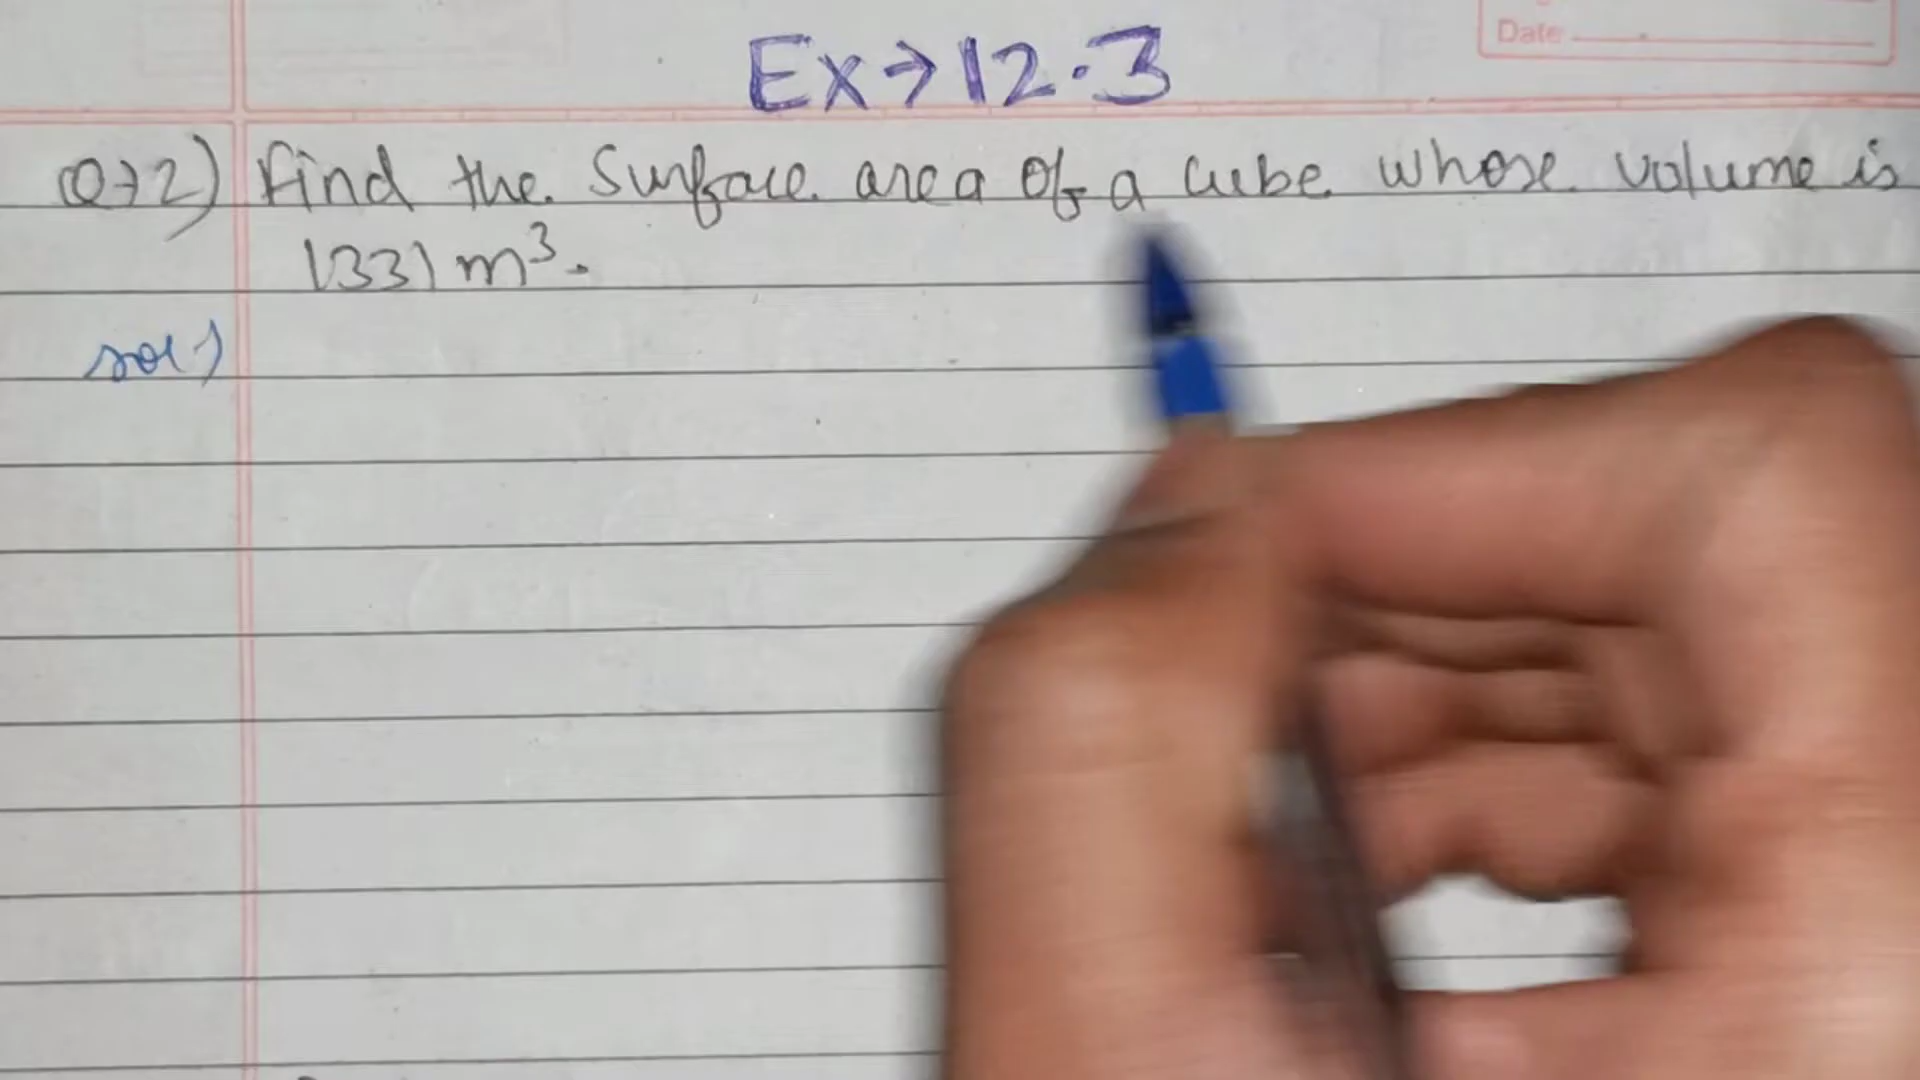 Date
Ex→12.3
Q→2) Find the Surface area of a cube whose volume is
1331 m³.
sol)